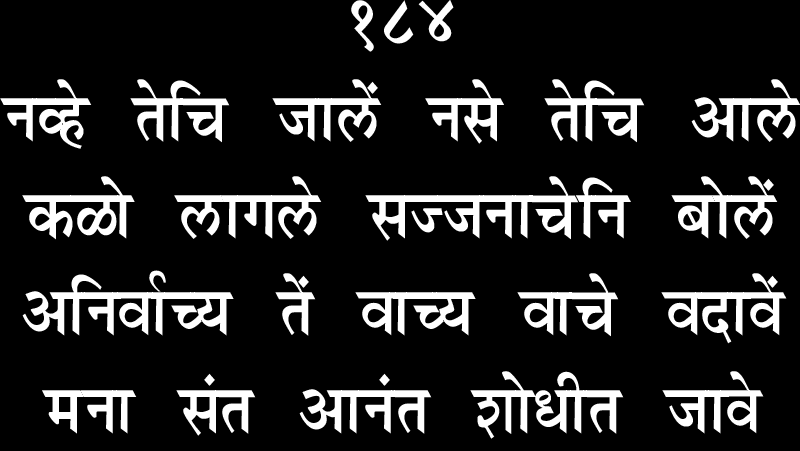 १८४
नव्हे तेचि जालें नसे तेचि आले
कळो लागले सज्जनाचेनि बोलें
अनिर्वाच्य तें वाच्य वाचे वदावें
मना संत आनंत शोधीत जावे